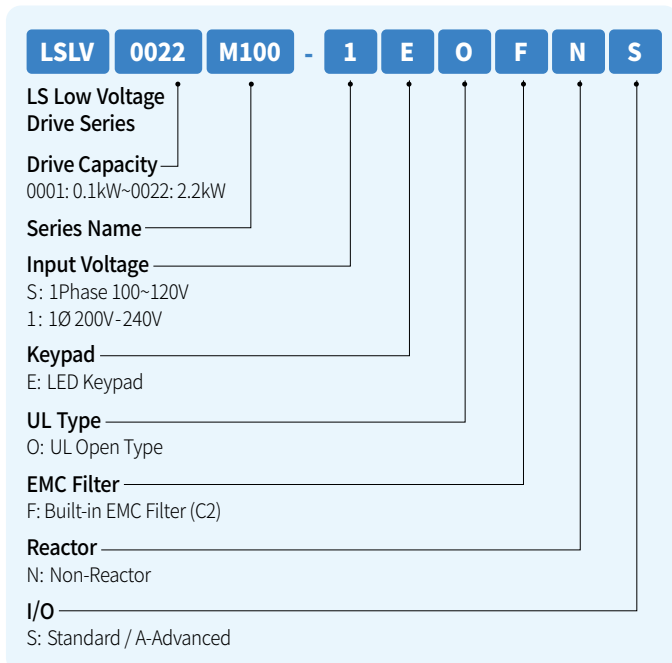 LSLV 0022 M100 - 1 E O F N S
LS Low Voltage
Drive Series
Drive Capacity
0001: 0.1kW~0022: 2.2kW
Series Name
Input Voltage
S: 1Phase 100~120V
1: 1Ø 200V-240V
Keypad
E: LED Keypad
UL Type
O: UL Open Type
EMC Filter
F: Built-in EMC Filter (C2)
Reactor
N: Non-Reactor
I/O
S: Standard / A-Advanced